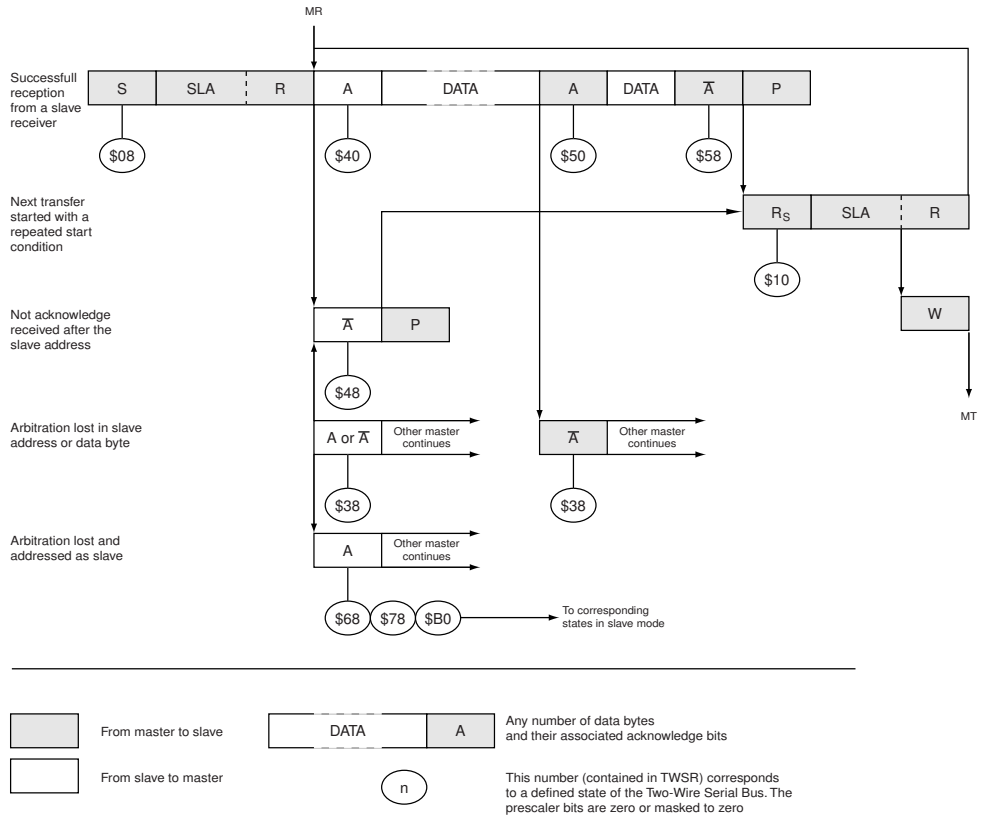 MR
Successfull
reception
from a slave
receiver
S SLA R A DATA A DATA A̅ P
$08 $40 $50 $58
Next transfer
started with a
repeated start
condition
RS SLA R
$10
Not acknowledge
received after the
slave address
A̅ P
W
$48
MT
Arbitration lost in slave
address or data byte
A or A̅
Other master
continues
A̅
Other master
continues
$38 $38
Arbitration lost and
addressed as slave
A
Other master
continues
$68 $78 $B0
To corresponding
states in slave mode
From master to slave
DATA A
Any number of data bytes
and their associated acknowledge bits
From slave to master
n
This number (contained in TWSR) corresponds
to a defined state of the Two-Wire Serial Bus. The
prescaler bits are zero or masked to zero